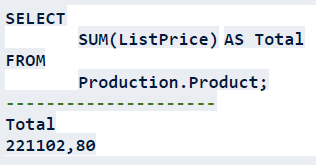 SELECT
SUM(ListPrice) AS Total
FROM
Production.Product;
---------------------
Total
221102,80